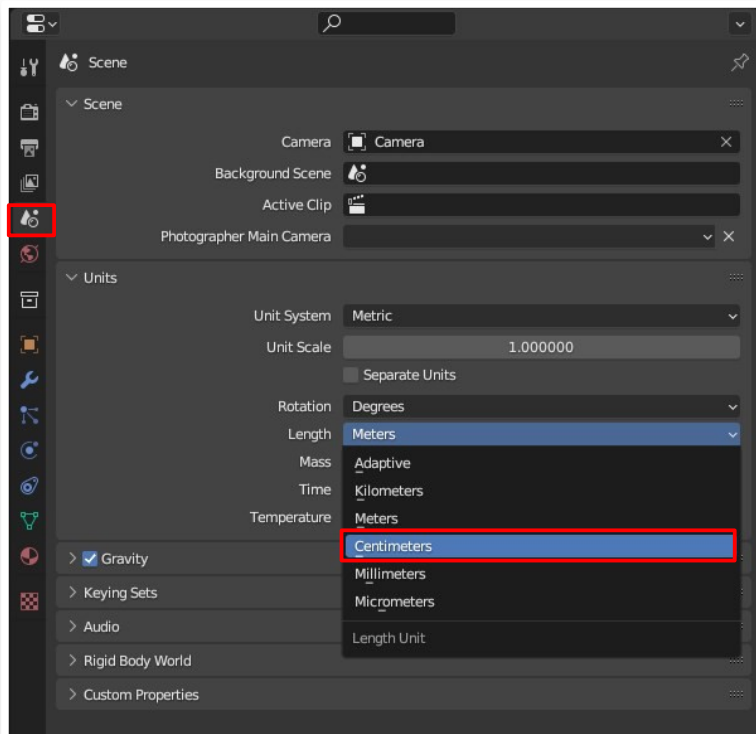 Scene
Scene
Camera Camera
Background Scene
Active Clip
Photographer Main Camera
Units
Unit System Metric
Unit Scale 1.000000
Separate Units
Rotation Degrees
Length Meters
Mass Adaptive
Time Kilometers
Temperature Meters
Centimeters
Gravity
Millimeters
Keying Sets
Micrometers
Audio
Length Unit
Rigid Body World
Custom Properties